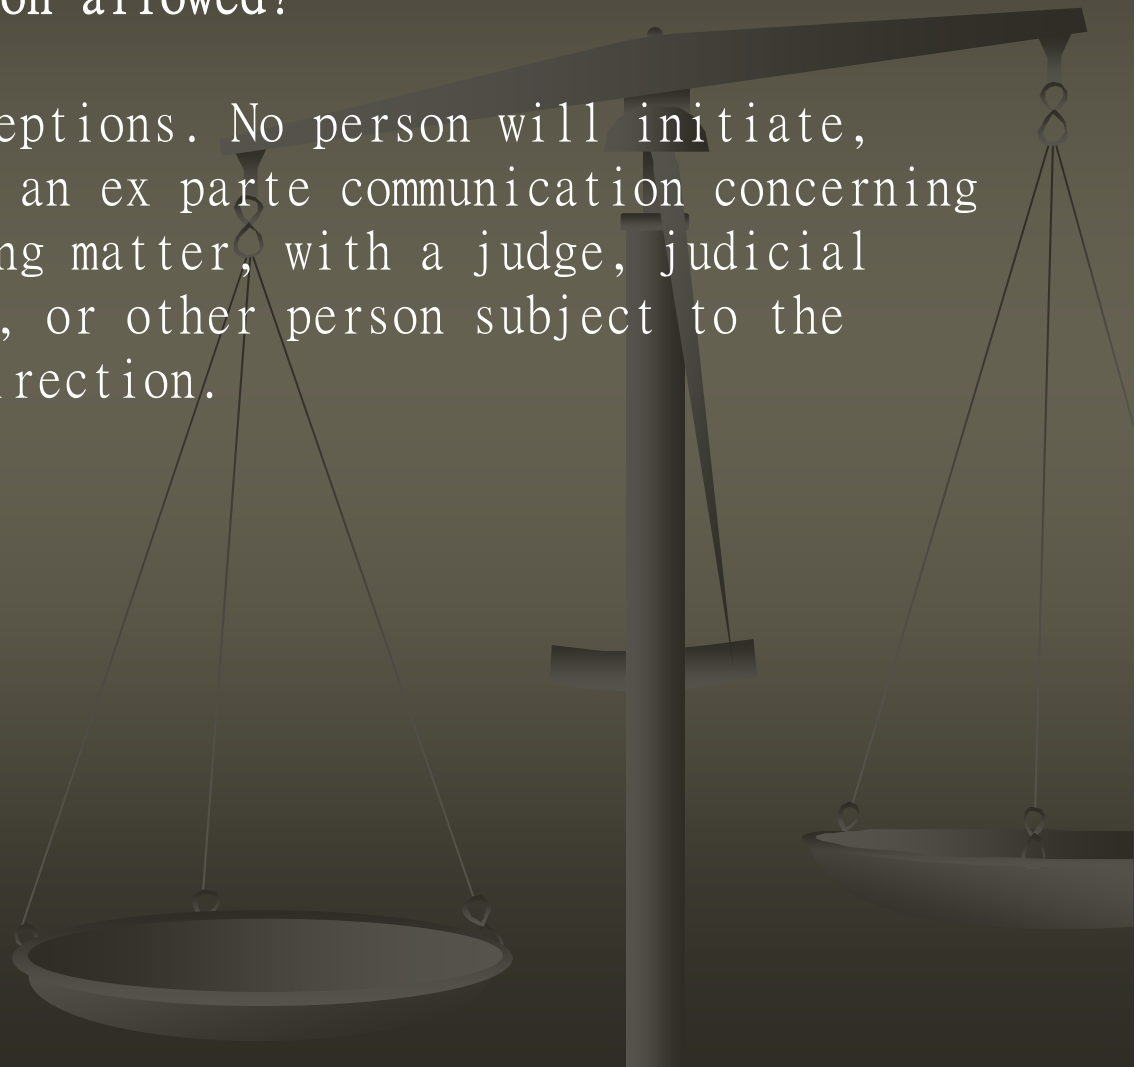 on allowed?
eptions. No person will initiate,
an ex parte communication concerning
ng matter, with a judge, judicial
, or other person subject to the
rection.